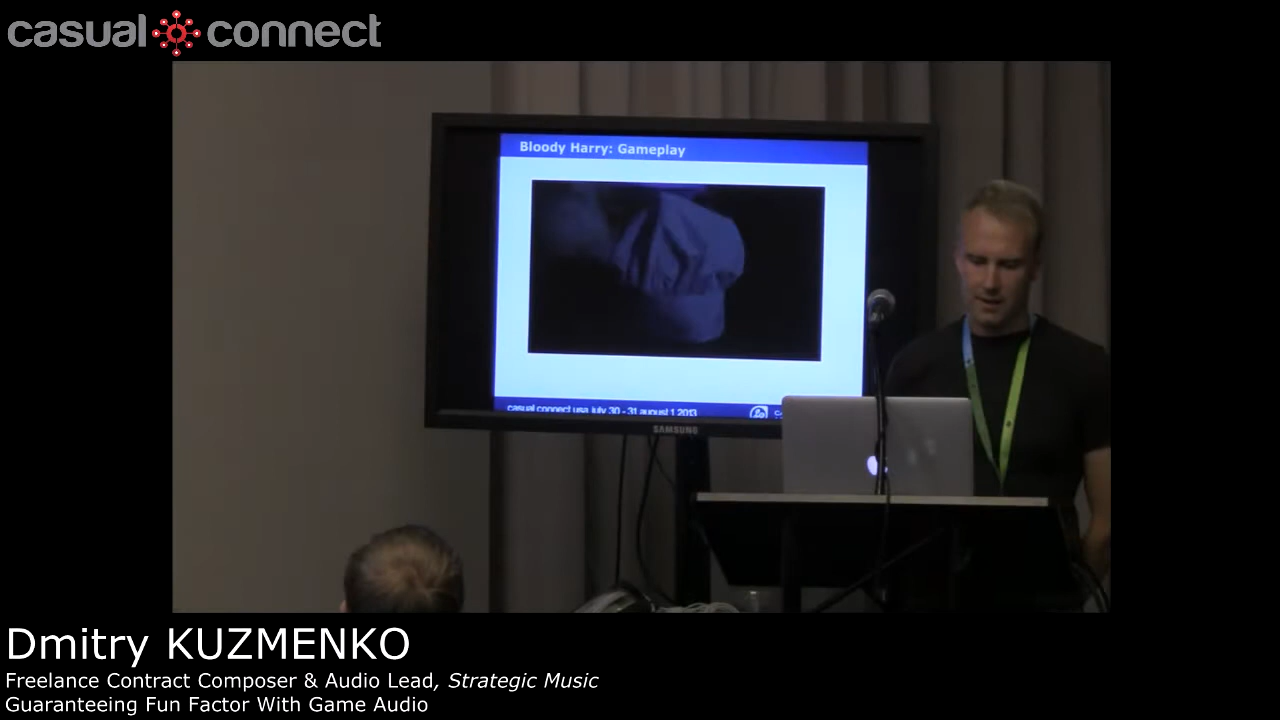 casual connect
Bloody Harry: Gameplay
casual connect usa july 30 - 31 august 1 2013
SAMSUNG
Dmitry KUZMENKO
Freelance Contract Composer & Audio Lead, Strategic Music
Guaranteeing Fun Factor With Game Audio